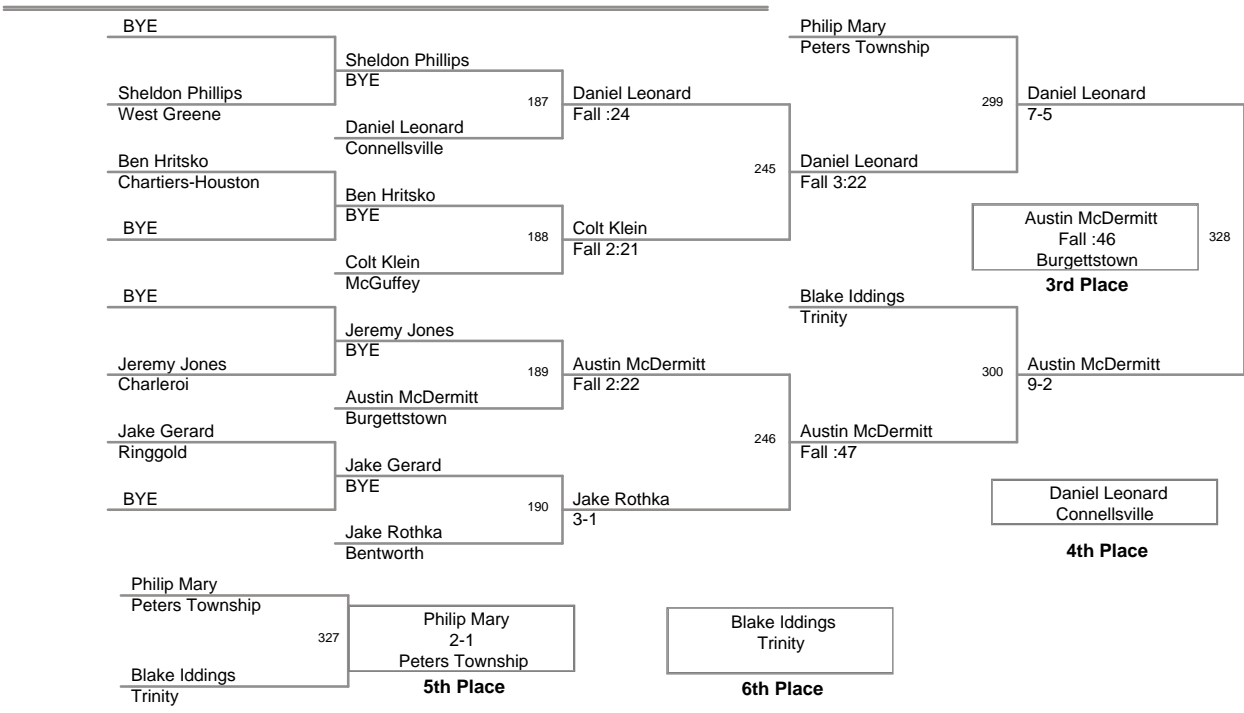 BYE
Sheldon Phillips
West Greene
Ben Hritsko
Chartiers-Houston
BYE
BYE
Jeremy Jones
Charleroi
Jake Gerard
Ringgold
BYE
Sheldon Phillips
BYE
187
Daniel Leonard
Connellsville
Ben Hritsko
BYE
188
Colt Klein
McGuffey
Jeremy Jones
BYE
189
Austin McDermitt
Burgettstown
Jake Gerard
BYE
190
Jake Rothka
Bentworth
Daniel Leonard
Fall :24
245
Colt Klein
Fall 2:21
Austin McDermitt
Fall 2:22
246
Jake Rothka
3-1
Philip Mary
Peters Township
299
Daniel Leonard
Fall 3:22
Blake Iddings
Trinity
300
Austin McDermitt
Fall :47
Daniel Leonard
7-5
Austin McDermitt
Fall :46
Burgettstown
328
3rd Place
Austin McDermitt
9-2
Daniel Leonard
Connellsville
4th Place
Philip Mary
Peters Township
327
Blake Iddings
Trinity
Philip Mary
2-1
Peters Township
5th Place
Blake Iddings
Trinity
6th Place